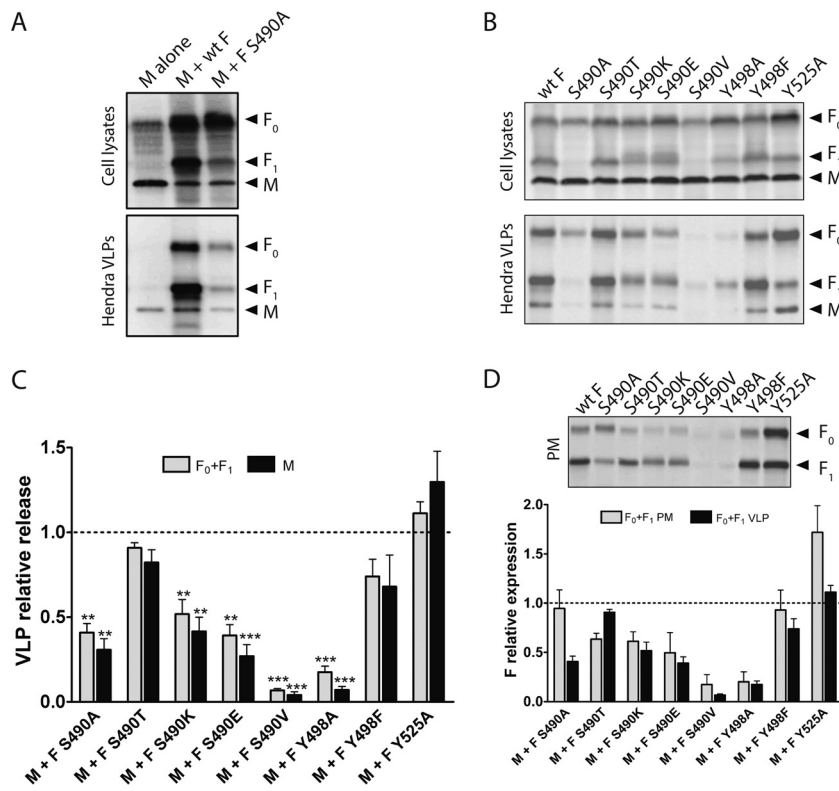 A
M alone
M + wt F
M + F S490A
Cell lysates
F0
F1
M
Hendra VLPs
F0
F1
M
B
wt F
S490A
S490T
S490K
S490E
S490V
Y498A
Y498F
Y525A
Cell lysates
F0
F
M
Hendra VLPs
F0
F
M
C
VLP relative release
1.5
1.0
0.5
0.0
F0+F1
M
** **
** **
** ***
*** ***
*** ***
M + F S490A
M + F S490T
M + F S490K
M + F S490E
M + F S490V
M + F Y498A
M + F Y498F
M + F Y525A
D
wt F
S490A
S490T
S490K
S490E
S490V
Y498A
Y498F
Y525A
PM
F0
F1
F relative expression
2.0
1.5
1.0
0.5
0.0
F0+F1 PM
F0+F1 VLP
M + F S490A
M + F S490T
M + F S490K
M + F S490E
M + F S490V
M + F Y498A
M + F Y498F
M + F Y525A